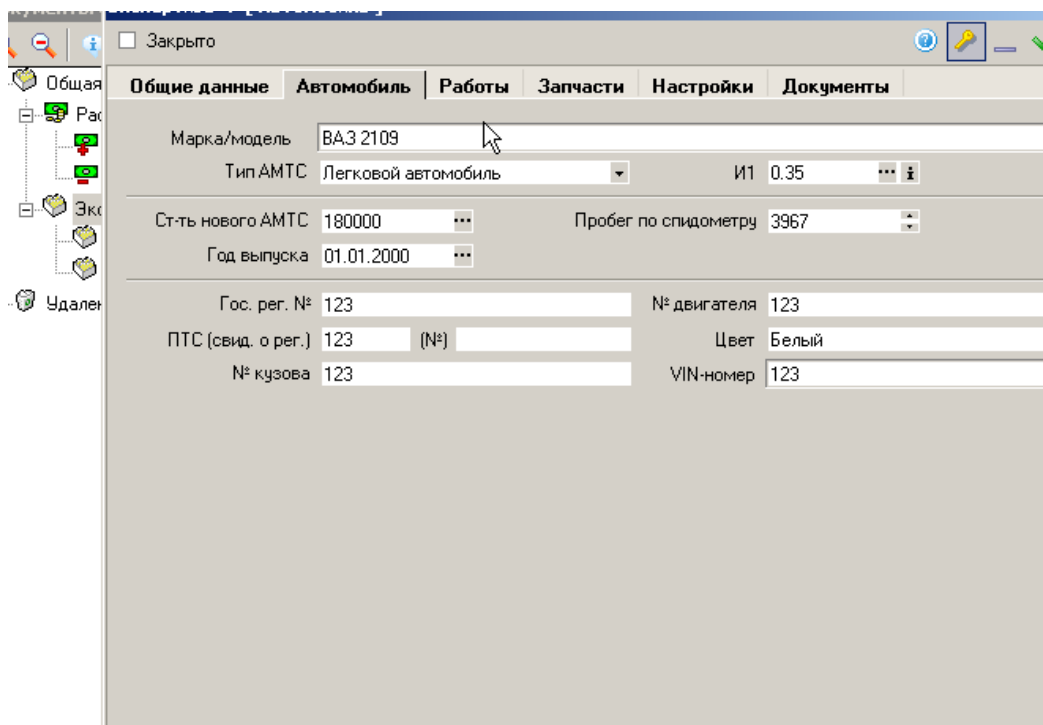 Закрыто
Общая
Общие данные Автомобиль Работы Запчасти Настройки Документы
Марка/модель ВАЗ 2109
Тип АМТС Легковой автомобиль И1 0.35
Ст-ть нового АМТС 180000 Пробег по спидометру 3967
Год выпуска 01.01.2000
Гос. рег. № 123 № двигателя 123
ПТС (свид. о рег.) 123 (№) Цвет Белый
№ кузова 123 VIN-номер 123